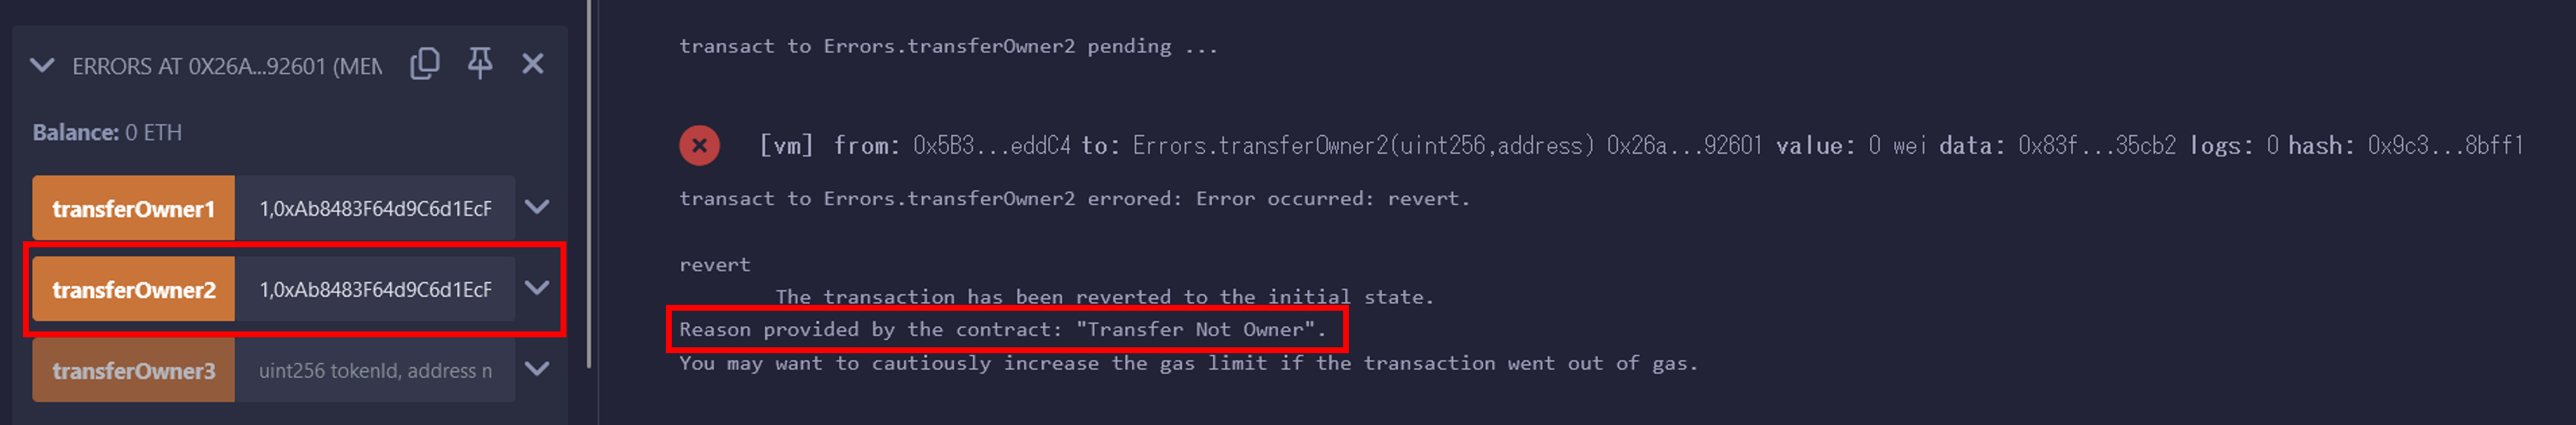 ERRORS AT 0X26A...92601 (MEM
Balance: 0 ETH
transferOwner1 1,0xAb8483F64d9C6d1EcF
transferOwner2 1,0xAb8483F64d9C6d1EcF
transferOwner3 uint256 tokenId, address n
transact to Errors.transferOwner2 pending ...
[vm] from: 0x5B3...eddC4 to: Errors.transferOwner2(uint256,address) 0x26a...92601 value: 0 wei data: 0x83f...35cb2 logs: 0 hash: 0x9c3...8bff1
transact to Errors.transferOwner2 errored: Error occurred: revert.
revert
The transaction has been reverted to the initial state.
Reason provided by the contract: "Transfer Not Owner".
You may want to cautiously increase the gas limit if the transaction went out of gas.